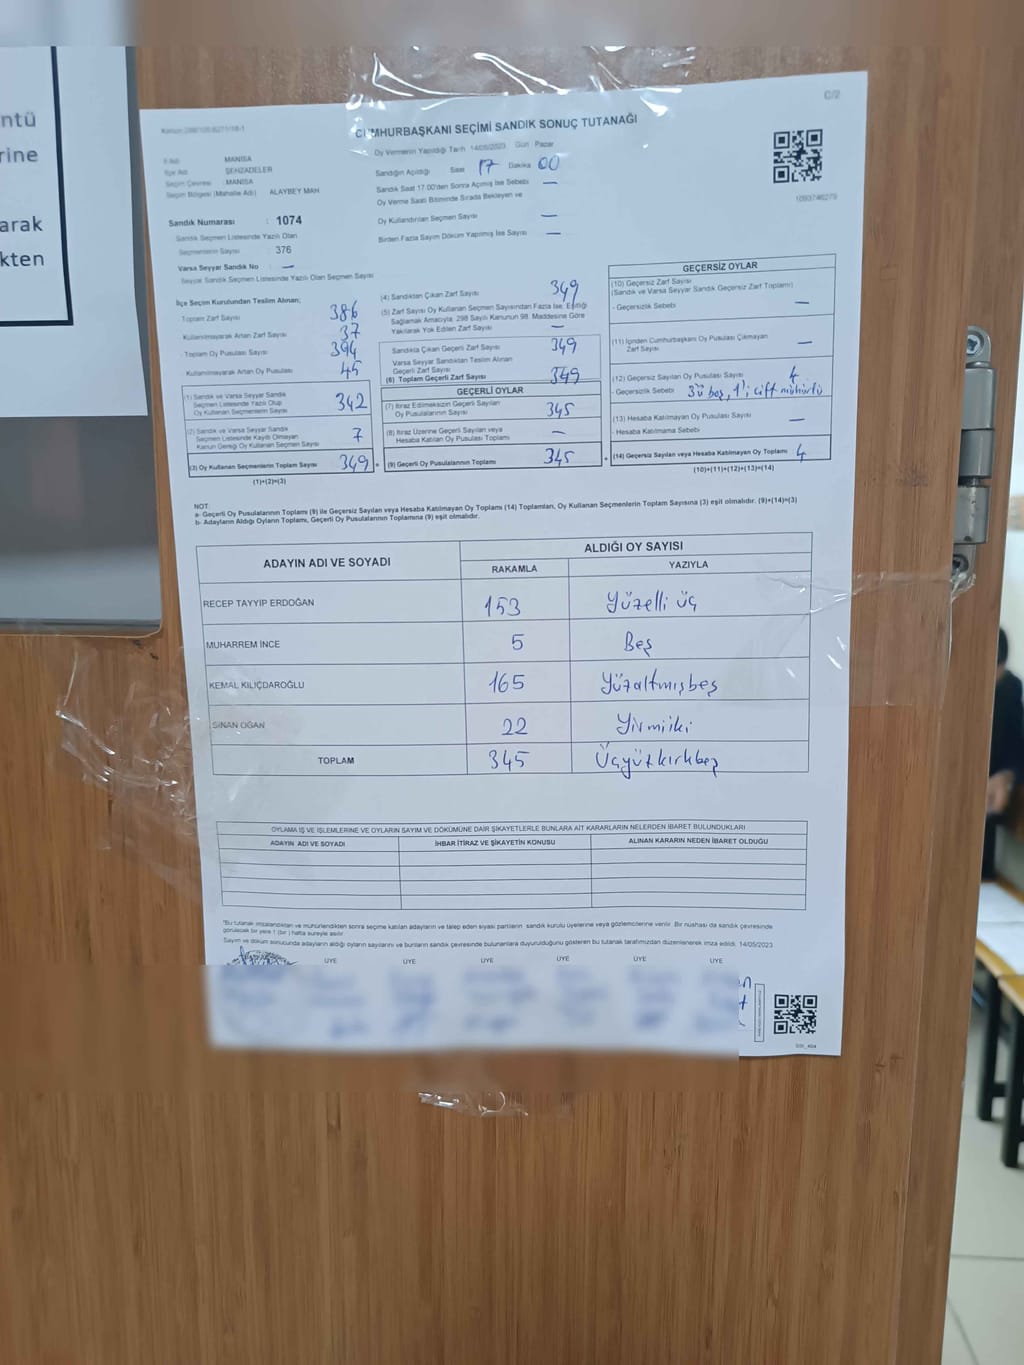 ntü
rine
arak
kten
C/2
CUMHURBAŞKANI SEÇİMİ SANDIK SONUÇ TUTANAĞI
İl Adı MANİSA
İlçe Adı ŞEHZADELER
Seçim Çevresi MANİSA
Seçim Bölgesi (Mahalle Adı) ALAYBEY MAH
Sandık Numarası : 1074
Sandık Seçmen Listesinde Yazılı Olan
Seçmenlerin Sayısı : 376
Varsa Seyyar Sandık No : —
Seyyar Sandık Seçmen Listesinde Yazılı Olan Seçmen Sayısı
Oy Vermenin Yapıldığı Tarih 14/05/2023 Gün Pazar
Sandığın Açıldığı Saat 17 Dakika 00
Sandık Saat 17.00'den Sonra Açılmış İse Sebebi —
Oy Verme Saati Bitiminde Sırada Bekleyen ve
Oy Kullandırılan Seçmen Sayısı —
Birden Fazla Sayım Döküm Yapılmış İse Sayısı —
1093746279
İlçe Seçim Kurulundan Teslim Alınan;
Toplam Zarf Sayısı 386
Kullanılmayarak Artan Zarf Sayısı 37
Toplam Oy Pusulası Sayısı 394
Kullanılmayarak Artan Oy Pusulası 45
(1) Sandık ve Varsa Seyyar Sandık
Seçmen Listesinde Yazılı Olup
Oy Kullanan Seçmenlerin Sayısı 342
(2) Sandık ve Varsa Seyyar Sandık
Seçmen Listesinde Kaydı Olmayan
Kanun Gereği Oy Kullanan Seçmen Sayısı 7
(3) Oy Kullanan Seçmenlerin Toplam Sayısı 349
(1)+(2)=(3)
(4) Sandıktan Çıkan Zarf Sayısı 349
(5) Zarf Sayısı Oy Kullanan Seçmen Sayısından Fazla İse, Eşitliği
Sağlamak Amacıyla, 298 Sayılı Kanunun 98. Maddesine Göre
Yakılarak Yok Edilen Zarf Sayısı —
Sandıkta Çıkan Geçerli Zarf Sayısı 349
Varsa Seyyar Sandıktan Teslim Alınan
Geçerli Zarf Sayısı
(6) Toplam Geçerli Zarf Sayısı 349
GEÇERLİ OYLAR
(7) İtiraz Edilmeksizin Geçerli Sayılan
Oy Pusulalarının Sayısı 345
(8) İtiraz Üzerine Geçerli Sayılan veya
Hesaba Katılan Oy Pusulası Toplamı —
(9) Geçerli Oy Pusulalarının Toplamı 345
GEÇERSİZ OYLAR
(10) Geçersiz Zarf Sayısı
(Sandık ve Varsa Seyyar Sandık Geçersiz Zarf Toplamı)
- Geçersizlik Sebebi —
(11) İçinden Cumhurbaşkanı Oy Pusulası Çıkmayan
Zarf Sayısı —
(12) Geçersiz Sayılan Oy Pusulası Sayısı 4
- Geçersizlik Sebebi 3'ü boş, 1'i çift mühürlü
(13) Hesaba Katılmayan Oy Pusulası Sayısı —
- Hesaba Katılmama Sebebi
(14) Geçersiz Sayılan veya Hesaba Katılmayan Oy Toplamı 4
(10)+(11)+(12)+(13)=(14)
NOT
a- Geçerli Oy Pusulalarının Toplamı (9) ile Geçersiz Sayılan veya Hesaba Katılmayan Oy Toplamı (14) Toplamları, Oy Kullanan Seçmenlerin Toplam Sayısına (3) eşit olmalıdır. (9)+(14)=(3)
b- Adayların Aldığı Oyların Toplamı, Geçerli Oy Pusulalarının Toplamına (9) eşit olmalıdır.
ADAYIN ADI VE SOYADI ALDIĞI OY SAYISI
RAKAMLA YAZIYLA
RECEP TAYYİP ERDOĞAN 153 Yüzelli üç
MUHARREM İNCE 5 Beş
KEMAL KILIÇDAROĞLU 165 Yüzaltmışbeş
SİNAN OĞAN 22 Yirmiiki
TOPLAM 345 Üçyüzkırkbeş
OYLAMA İŞ VE İŞLEMLERİNE VE OYLARIN SAYIM VE DÖKÜMÜNE DAİR ŞİKAYETLERLE BUNLARA AİT KARARLARIN NELERDEN İBARET BULUNDUKLARI
ADAYIN ADI VE SOYADI İHBAR İTİRAZ VE ŞİKAYETİN KONUSU ALINAN KARARIN NEDEN İBARET OLDUĞU
"Bu tutanak imzalandıktan ve mühürlendikten sonra seçime katılan adayların ve talep eden siyasi partilerin sandık kurulu üyelerine veya gözlemcilerine verilir. Bir nüshası da sandık çevresinde
görülecek bir yere 1 (bir) hafta süreyle asılır.
Sayım ve döküm sonucunda adayların aldığı oyların sayılarını ve bunların sandık çevresinde bulunanlara duyurulduğunu gösteren bu tutanak tarafımızdan düzenlenerek imza edildi. 14/05/2023
ÜYE ÜYE ÜYE ÜYE ÜYE ÜYE